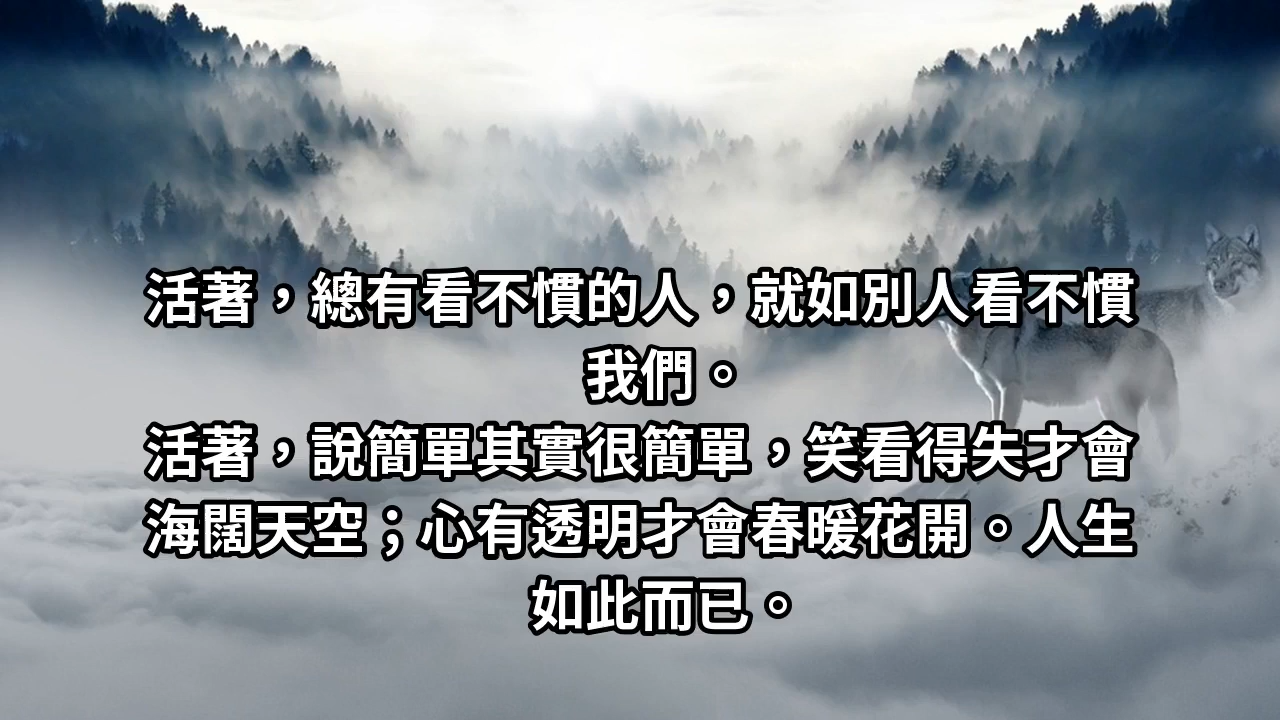 活著，總有看不慣的人，就如別人看不慣
我們。
活著，說簡單其實很簡單，笑看得失才會
海闊天空；心有透明才會春暖花開。人生
如此而已。